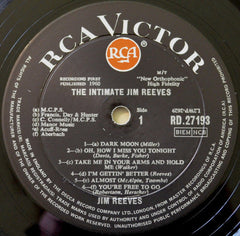 RCA VICTOR
RCA
RECORDING FIRST
PUBLISHED 1960
M/T
"New Orthophonic"
High Fidelity
THE INTIMATE JIM REEVES
(a) M.C.P.S.
(b) Francis, Day & Hunter
(c) C. Connelly/M.C.P.S.
(d) Manor Music
(e) Acuff-Rose
(f) Aberbach
Side
1
RD.27193
BIEM NCB
1—(a) DARK MOON (Miller)
2—(b) OH, HOW I MISS YOU TONIGHT
(Davis, Burke, Fisher)
3—(c) TAKE ME IN YOUR ARMS AND HOLD
ME (Walker)
4—(d) I'M GETTIN' BETTER (Reeves)
5—(e) ALMOST (McAlpin, Toombs)
6—(f) YOU'RE FREE TO GO
(Robertson, Herscher)
JIM REEVES